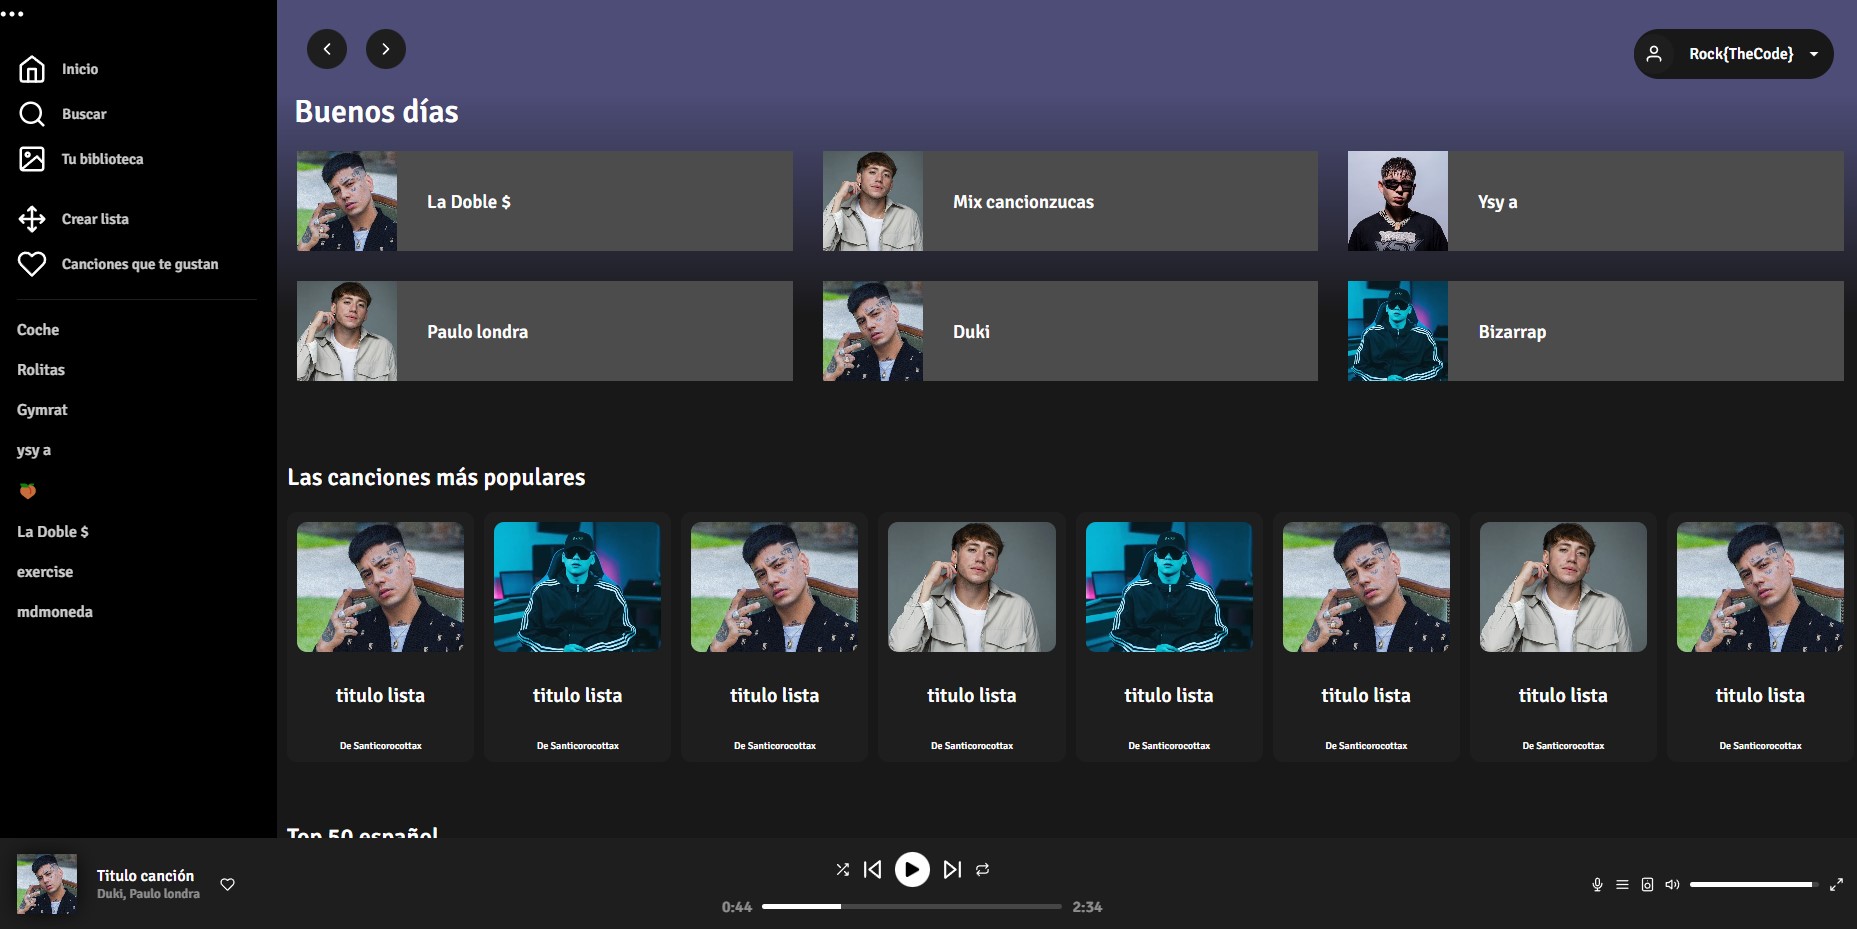 Inicio
Buscar
Tu biblioteca
Crear lista
Canciones que te gustan
Coche
Rolitas
Gymrat
ysy a
🍑
La Doble $
exercise
mdmoneda
Rock{TheCode}
Buenos días
La Doble $
Mix cancionzucas
Ysy a
Paulo londra
Duki
Bizarrap
Las canciones más populares
titulo lista
De Santicorocottax
titulo lista
De Santicorocottax
titulo lista
De Santicorocottax
titulo lista
De Santicorocottax
titulo lista
De Santicorocottax
titulo lista
De Santicorocottax
titulo lista
De Santicorocottax
titulo lista
De Santicorocottax
Top 50 español
Titulo canción
Duki, Paulo londra
0:44
2:34